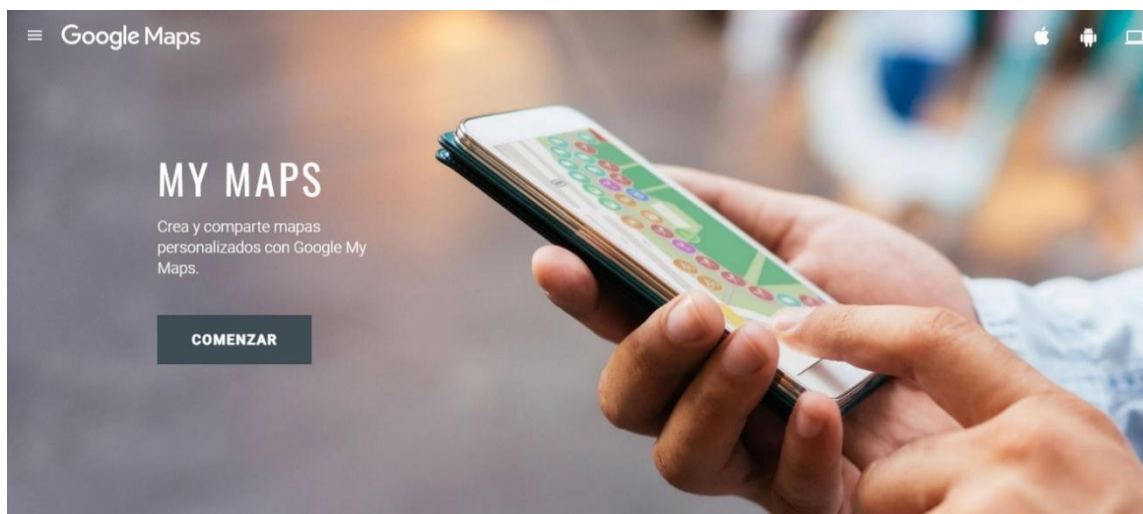 Google Maps
MY MAPS
Crea y comparte mapas
personalizados con Google My
Maps.
COMENZAR